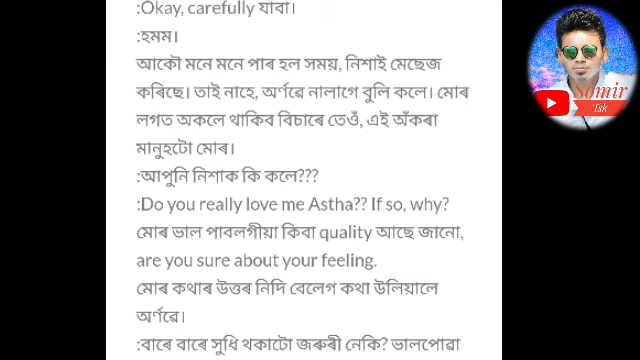 :Okay, carefully যাবা।
:হমম।
আকৌ মনে মনে পাৰ হল সময়, নিশাই মেছেজ
কৰিছে। তাই নাহে, অৰ্ণৱে নালাগে বুলি কলে। মোৰ
লগত অকলে থাকিব বিচাৰে তেওঁ, এই অঁকৰা
মানুহটো মোৰ।
:আপুনি নিশাক কি কলে???
:Do you really love me Astha?? If so, why?
মোৰ ভাল পাবলগীয়া কিবা quality আছে জানো,
are you sure about your feeling.
মোৰ কথাৰ উত্তৰ নিদি বেলেগ কথা উলিয়ালে
অৰ্ণৱে।
:বাৰে বাৰে সুধি থকাটো জৰুৰী নেকি? ভালপোৱা
Somir
Tsk